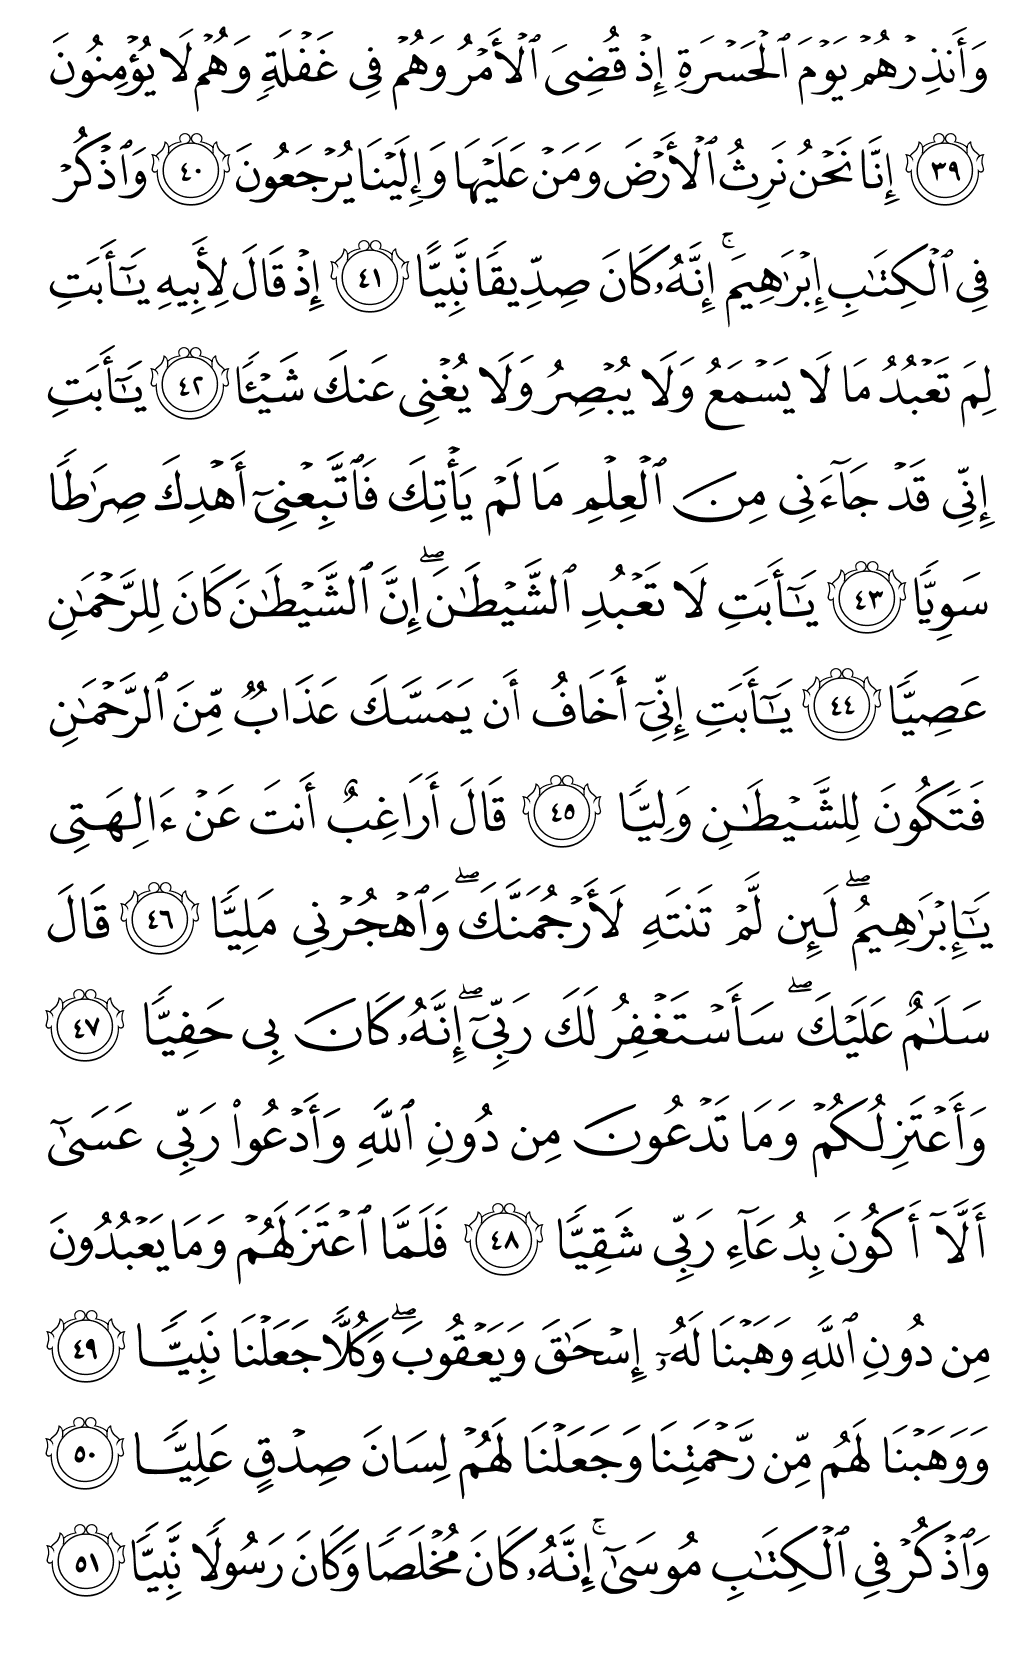 وَأَنذِرْهُمْ يَوْمَ ٱلْحَسْرَةِ إِذْ قُضِىَ ٱلْأَمْرُ وَهُمْ فِى غَفْلَةٍ وَهُمْ لَا يُؤْمِنُونَ
٣٩ إِنَّا نَحْنُ نَرِثُ ٱلْأَرْضَ وَمَنْ عَلَيْهَا وَإِلَيْنَا يُرْجَعُونَ ٤٠ وَٱذْكُرْ
فِى ٱلْكِتَٰبِ إِبْرَٰهِيمَ ۚ إِنَّهُۥ كَانَ صِدِّيقًا نَّبِيًّا ٤١ إِذْ قَالَ لِأَبِيهِ يَٰٓأَبَتِ
لِمَ تَعْبُدُ مَا لَا يَسْمَعُ وَلَا يُبْصِرُ وَلَا يُغْنِى عَنكَ شَيْـًٔا ٤٢ يَٰٓأَبَتِ
إِنِّى قَدْ جَآءَنِى مِنَ ٱلْعِلْمِ مَا لَمْ يَأْتِكَ فَٱتَّبِعْنِىٓ أَهْدِكَ صِرَٰطًا
سَوِيًّا ٤٣ يَٰٓأَبَتِ لَا تَعْبُدِ ٱلشَّيْطَٰنَ ۖ إِنَّ ٱلشَّيْطَٰنَ كَانَ لِلرَّحْمَٰنِ
عَصِيًّا ٤٤ يَٰٓأَبَتِ إِنِّىٓ أَخَافُ أَن يَمَسَّكَ عَذَابٌ مِّنَ ٱلرَّحْمَٰنِ
فَتَكُونَ لِلشَّيْطَٰنِ وَلِيًّا ٤٥ قَالَ أَرَاغِبٌ أَنتَ عَنْ ءَالِهَتِى
يَٰٓإِبْرَٰهِيمُ ۖ لَئِن لَّمْ تَنتَهِ لَأَرْجُمَنَّكَ ۖ وَٱهْجُرْنِى مَلِيًّا ٤٦ قَالَ
سَلَٰمٌ عَلَيْكَ ۖ سَأَسْتَغْفِرُ لَكَ رَبِّىٓ ۖ إِنَّهُۥ كَانَ بِى حَفِيًّا ٤٧
وَأَعْتَزِلُكُمْ وَمَا تَدْعُونَ مِن دُونِ ٱللَّهِ وَأَدْعُوا۟ رَبِّى عَسَىٰٓ
أَلَّآ أَكُونَ بِدُعَآءِ رَبِّى شَقِيًّا ٤٨ فَلَمَّا ٱعْتَزَلَهُمْ وَمَا يَعْبُدُونَ
مِن دُونِ ٱللَّهِ وَهَبْنَا لَهُۥٓ إِسْحَٰقَ وَيَعْقُوبَ ۖ وَكُلًّا جَعَلْنَا نَبِيًّا ٤٩
وَوَهَبْنَا لَهُم مِّن رَّحْمَتِنَا وَجَعَلْنَا لَهُمْ لِسَانَ صِدْقٍ عَلِيًّا ٥٠
وَٱذْكُرْ فِى ٱلْكِتَٰبِ مُوسَىٰٓ ۚ إِنَّهُۥ كَانَ مُخْلَصًا وَكَانَ رَسُولًا نَّبِيًّا ٥١